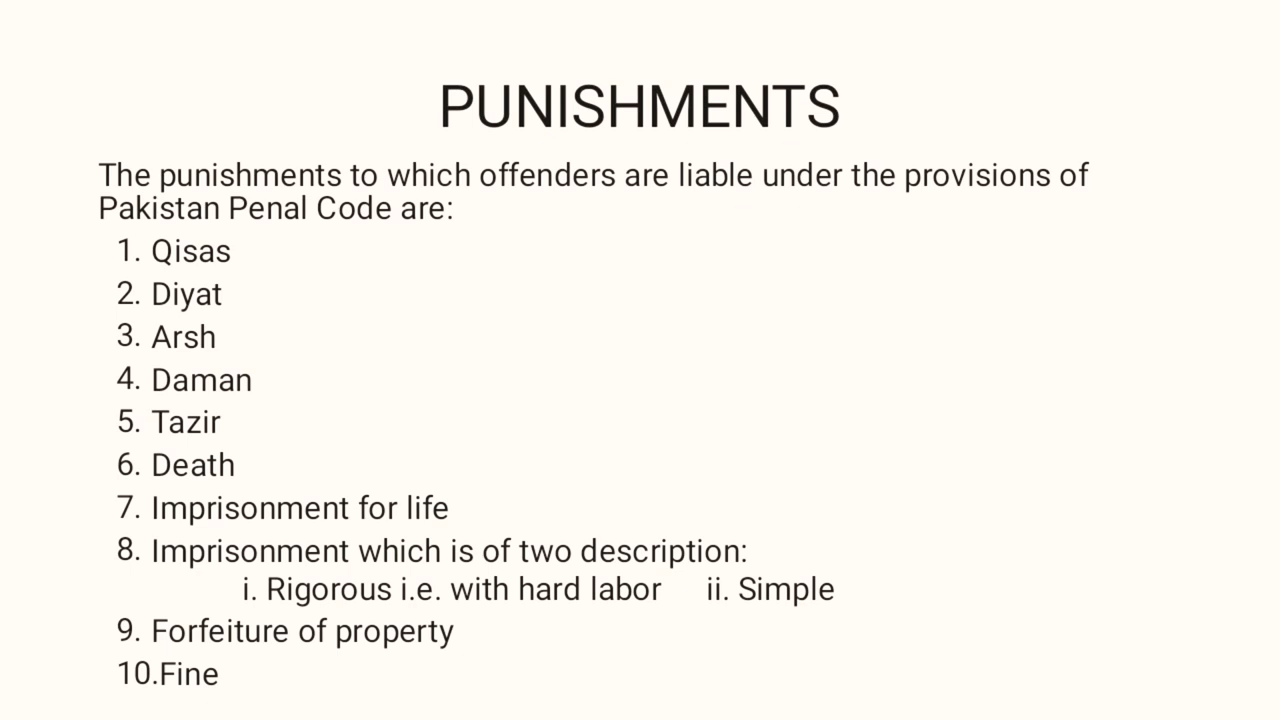 PUNISHMENTS
The punishments to which offenders are liable under the provisions of
Pakistan Penal Code are:
1. Qisas
2. Diyat
3. Arsh
4. Daman
5. Tazir
6. Death
7. Imprisonment for life
8. Imprisonment which is of two description:
i. Rigorous i.e. with hard labor ii. Simple
9. Forfeiture of property
10.Fine